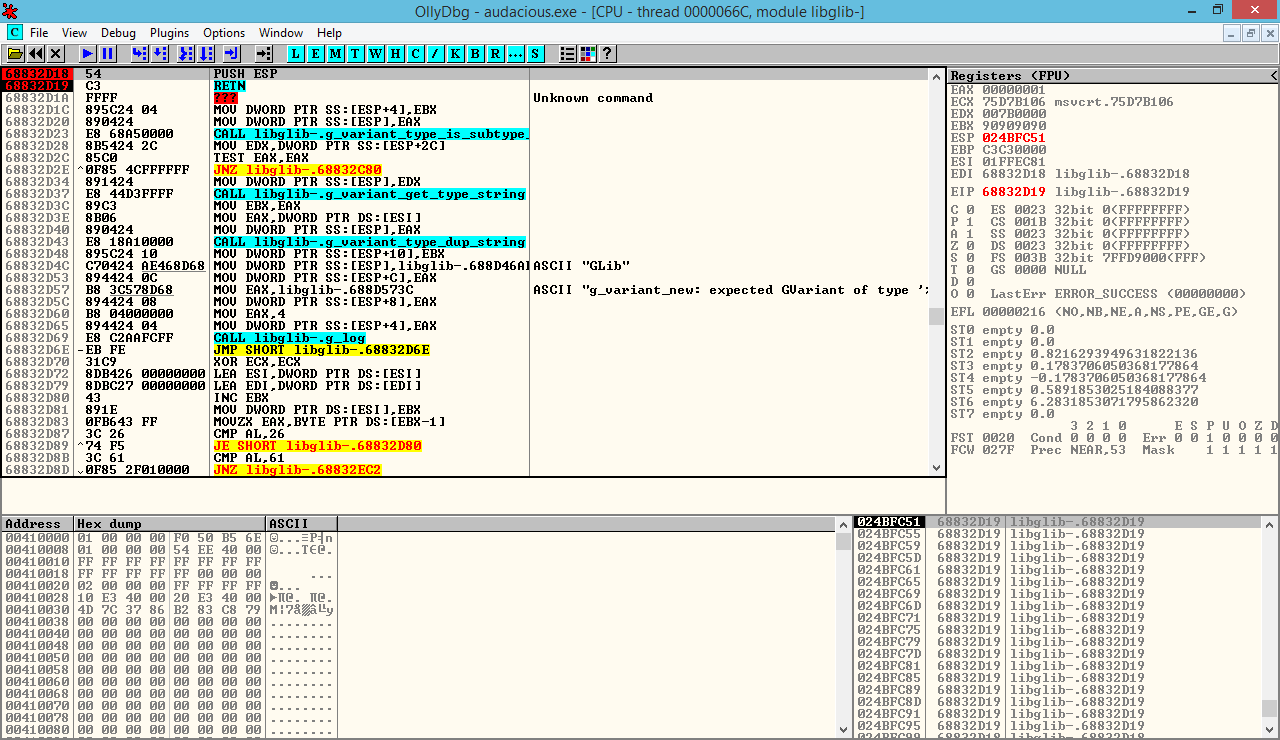 OllyDbg - audacious.exe - [CPU - thread 0000066C, module libglib-]
C File View Debug Plugins Options Window Help
L E M T W H C / K B R ... S ?
68832D18 54 PUSH ESP
68832D19 C3 RETN
68832D1A FFFF ??? Unknown command
68832D1C 895C24 04 MOV DWORD PTR SS:[ESP+4],EBX
68832D20 890424 MOV DWORD PTR SS:[ESP],EAX
68832D23 E8 68A50000 CALL libglib-.g_variant_type_is_subtype_
68832D28 8B5424 2C MOV EDX,DWORD PTR SS:[ESP+2C]
68832D2C 85C0 TEST EAX,EAX
68832D2E ^0F85 4CFFFFFF JNZ libglib-.68832C80
68832D34 891424 MOV DWORD PTR SS:[ESP],EDX
68832D37 E8 44D3FFFF CALL libglib-.g_variant_get_type_string
68832D3C 89C3 MOV EBX,EAX
68832D3E 8B06 MOV EAX,DWORD PTR DS:[ESI]
68832D40 890424 MOV DWORD PTR SS:[ESP],EAX
68832D43 E8 18A10000 CALL libglib-.g_variant_type_dup_string
68832D48 895C24 10 MOV DWORD PTR SS:[ESP+10],EBX
68832D4C C70424 AE468D68 MOV DWORD PTR SS:[ESP],libglib-.688D46AE ASCII "GLib"
68832D53 894424 0C MOV DWORD PTR SS:[ESP+C],EAX
68832D57 B8 3C578D68 MOV EAX,libglib-.688D573C ASCII "g_variant_new: expected GVariant of type '%
68832D5C 894424 08 MOV DWORD PTR SS:[ESP+8],EAX
68832D60 B8 04000000 MOV EAX,4
68832D65 894424 04 MOV DWORD PTR SS:[ESP+4],EAX
68832D69 E8 C2AAFCFF CALL libglib-.g_log
68832D6E -EB FE JMP SHORT libglib-.68832D6E
68832D70 31C9 XOR ECX,ECX
68832D72 8DB426 00000000 LEA ESI,DWORD PTR DS:[ESI]
68832D79 8DBC27 00000000 LEA EDI,DWORD PTR DS:[EDI]
68832D80 43 INC EBX
68832D81 891E MOV DWORD PTR DS:[ESI],EBX
68832D83 0FB643 FF MOVZX EAX,BYTE PTR DS:[EBX-1]
68832D87 3C 26 CMP AL,26
68832D89 ^74 F5 JE SHORT libglib-.68832D80
68832D8B 3C 61 CMP AL,61
68832D8D 0F85 2F010000 JNZ libglib-.68832EC2
Registers (FPU) <
EAX 00000001
ECX 75D7B106 msvcrt.75D7B106
EDX 007B0000
EBX 90909090
ESP 024BFC51
EBP C3C30000
ESI 01FFEC81
EDI 68832D18 libglib-.68832D18
EIP 68832D19 libglib-.68832D19
C 0 ES 0023 32bit 0(FFFFFFFF)
P 1 CS 001B 32bit 0(FFFFFFFF)
A 1 SS 0023 32bit 0(FFFFFFFF)
Z 0 DS 0023 32bit 0(FFFFFFFF)
S 0 FS 003B 32bit 7FFD9000(FFF)
T 0 GS 0000 NULL
D 0
O 0 LastErr ERROR_SUCCESS (00000000)
EFL 00000216 (NO,NB,NE,A,NS,PE,GE,G)
ST0 empty 0.0
ST1 empty 0.0
ST2 empty 0.8216293949631822136
ST3 empty 0.1783706050368177864
ST4 empty -0.1783706050368177864
ST5 empty 0.5891853025184088377
ST6 empty 6.2831853071795862320
ST7 empty 0.0
3 2 1 0 E S P U O Z D
FST 0020 Cond 0 0 0 0 Err 0 0 1 0 0 0 0
FCW 027F Prec NEAR,53 Mask 1 1 1 1 1
Address Hex dump ASCII
00410000 01 00 00 00 F0 50 B5 6E ☺...≡P╡n
00410008 01 00 00 00 54 EE 40 00 ☺...Tε@.
00410010 FF FF FF FF FF FF FF FF
00410018 FF FF FF FF FF 00 00 00 ...
00410020 02 00 00 00 FF FF FF FF ☻...
00410028 10 E3 40 00 20 E3 40 00 ►π@. π@.
00410030 4D 7C 37 86 B2 83 C8 79 M|7å▓â╚y
00410038 00 00 00 00 00 00 00 00 ........
00410040 00 00 00 00 00 00 00 00 ........
00410048 00 00 00 00 00 00 00 00 ........
00410050 00 00 00 00 00 00 00 00 ........
00410058 00 00 00 00 00 00 00 00 ........
00410060 00 00 00 00 00 00 00 00 ........
00410068 00 00 00 00 00 00 00 00 ........
00410070 00 00 00 00 00 00 00 00 ........
00410078 00 00 00 00 00 00 00 00 ........
00410080 00 00 00 00 00 00 00 00 ........
024BFC51 68832D19 libglib-.68832D19
024BFC55 68832D19 libglib-.68832D19
024BFC59 68832D19 libglib-.68832D19
024BFC5D 68832D19 libglib-.68832D19
024BFC61 68832D19 libglib-.68832D19
024BFC65 68832D19 libglib-.68832D19
024BFC69 68832D19 libglib-.68832D19
024BFC6D 68832D19 libglib-.68832D19
024BFC71 68832D19 libglib-.68832D19
024BFC75 68832D19 libglib-.68832D19
024BFC79 68832D19 libglib-.68832D19
024BFC7D 68832D19 libglib-.68832D19
024BFC81 68832D19 libglib-.68832D19
024BFC85 68832D19 libglib-.68832D19
024BFC89 68832D19 libglib-.68832D19
024BFC8D 68832D19 libglib-.68832D19
024BFC91 68832D19 libglib-.68832D19
024BFC95 68832D19 libglib-.68832D19